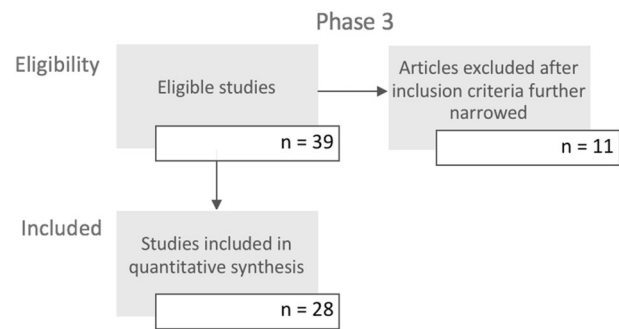 Phase 3
Eligibility
Eligible studies
n = 39
Articles excluded after
inclusion criteria further
narrowed
n = 11
Included
Studies included in
quantitative synthesis
n = 28